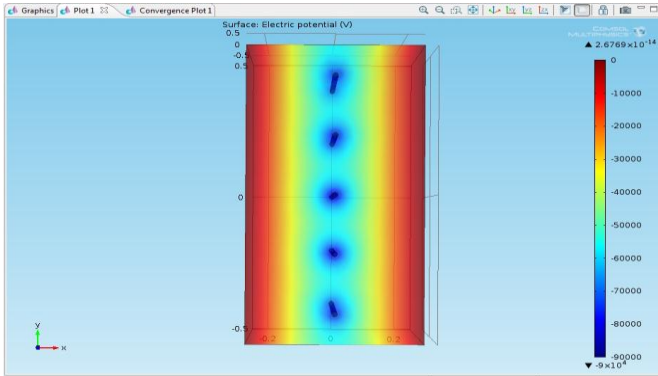 Graphics Plot 1 Convergence Plot 1
Surface: Electric potential (V)
COMSOL
MULTIPHYSICS
▲ 2.6769×10⁻¹⁴
0.5
0
-0.5
0.5
0
-0.5
-0.2 0 0.2
0
-10000
-20000
-30000
-40000
-50000
-60000
-70000
-80000
-90000
▼ -9×10⁴
y
x